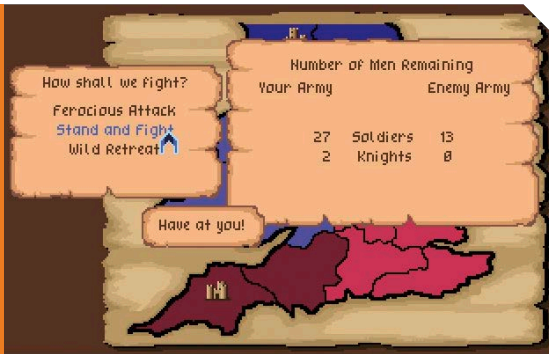 How shall we fight?
Ferocious Attack
Stand and Fight
Wild Retreat
Number of Men Remaining
Your Army Enemy Army
27 Soldiers 13
2 Knights 0
Have at you!